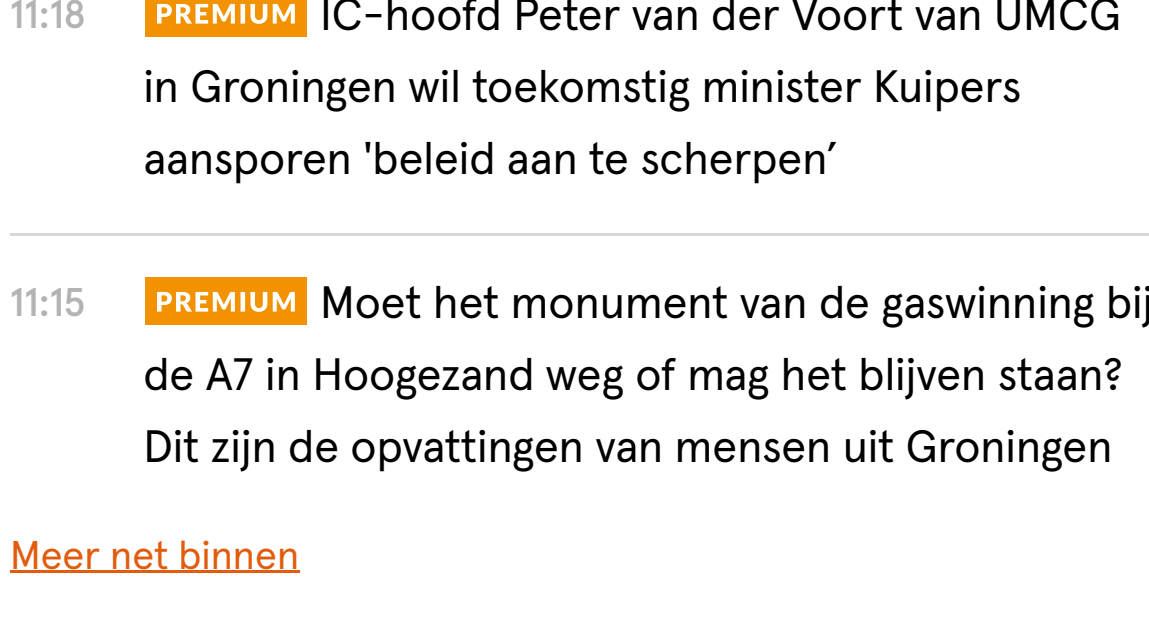 11:18 PREMIUM IC-hoofd Peter van der Voort van UMCG
in Groningen wil toekomstig minister Kuipers
aansporen 'beleid aan te scherpen’
11:15 PREMIUM Moet het monument van de gaswinning bij
de A7 in Hoogezand weg of mag het blijven staan?
Dit zijn de opvattingen van mensen uit Groningen
Meer net binnen